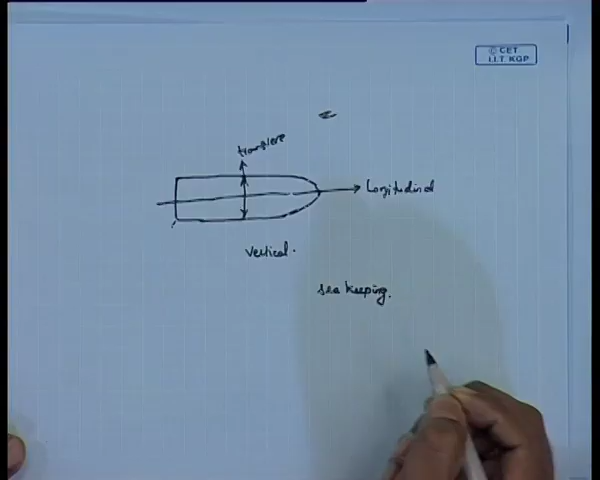 © CET
I.I.T. KGP
transverse
Longitudinal
vertical.
sea keeping.